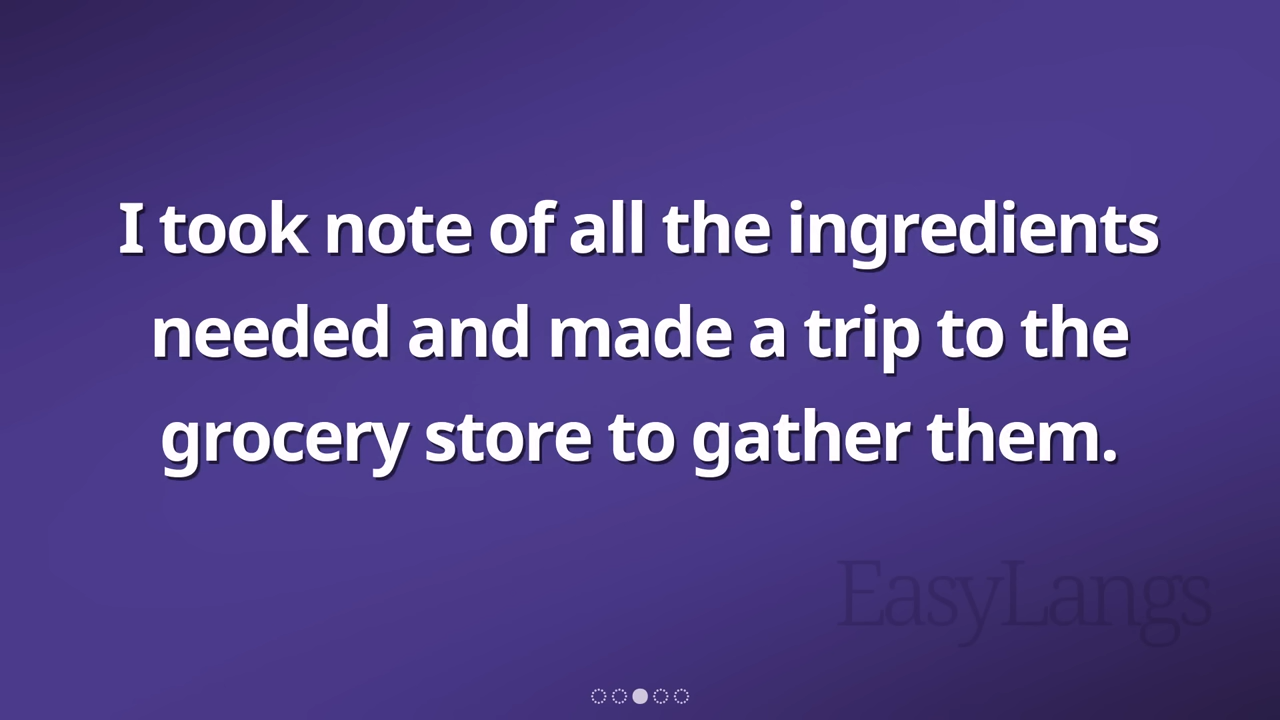 I took note of all the ingredients
needed and made a trip to the
grocery store to gather them.
EasyLangs